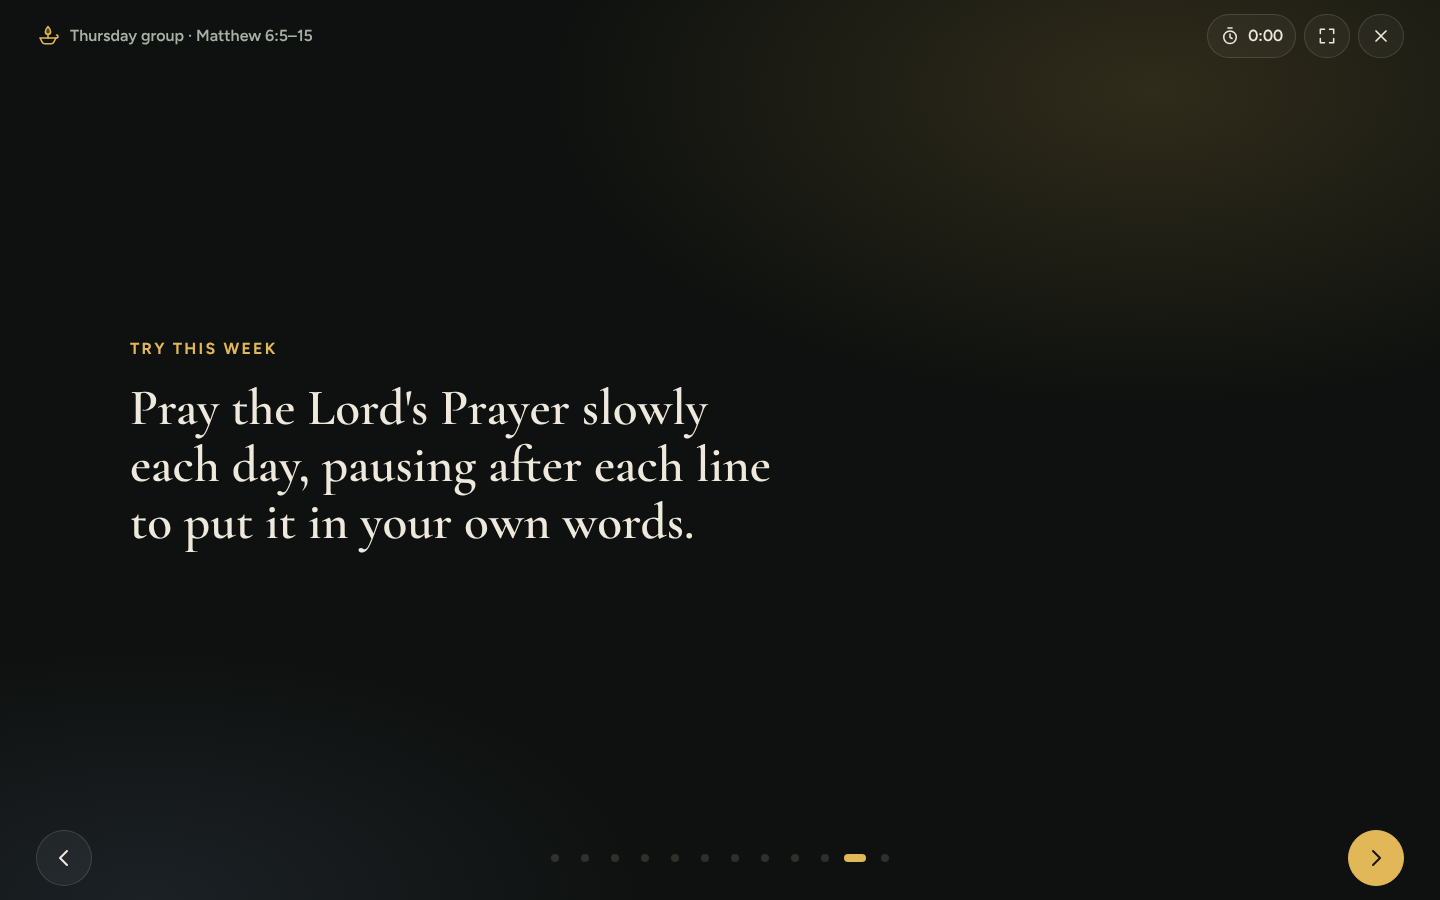 Thursday group · Matthew 6:5–15
0:00
TRY THIS WEEK
Pray the Lord's Prayer slowly
each day, pausing after each line
to put it in your own words.